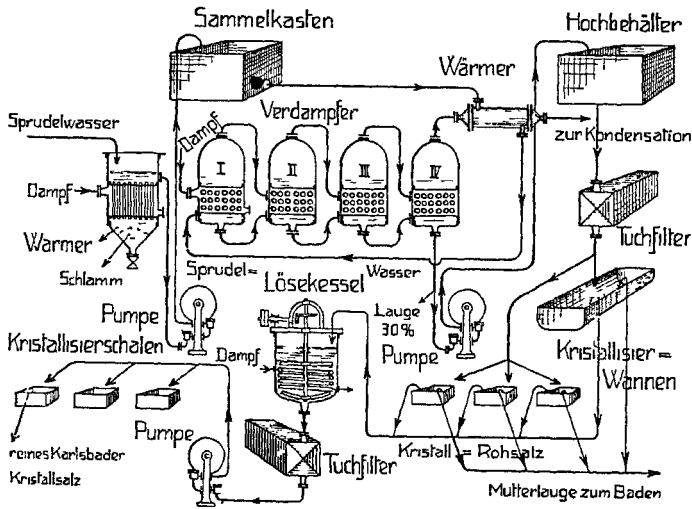 Sammelkasten
Hochbehälter
Wärmer
Sprudelwasser
Dampf
Verdampfer
zur Kondensation
I II III IV
Dampf
Warmer
Schlamm
Tuchfilter
Sprudel= Wasser
Lösekessel
Lauge
30%
Pumpe
Pumpe
Kristallisierschalen
Kristallisier=
Wannen
Dampf
Pumpe
reines Karlsbader
Kristallsalz
Tuchfilter
Kristall = Rohsalz
Mutterlauge zum Baden